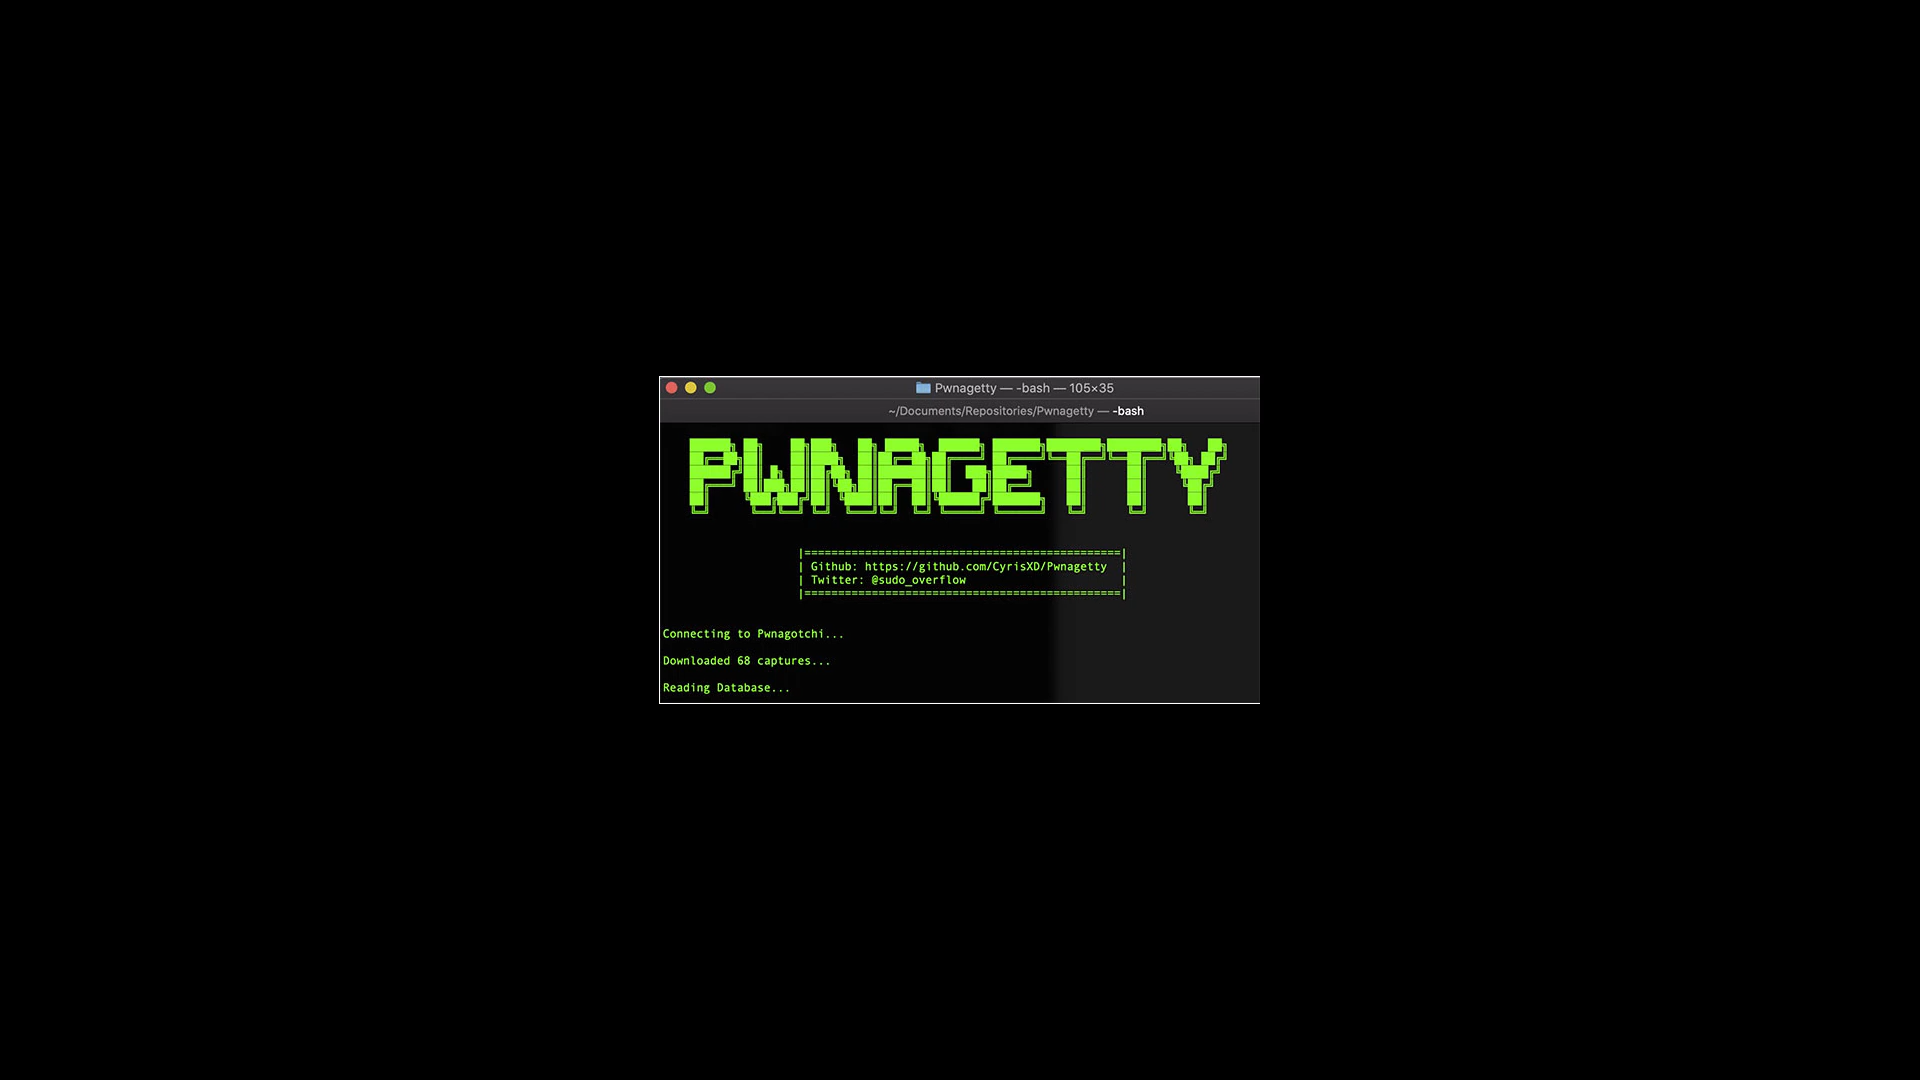 Pwnagetty — -bash — 105×35
~/Documents/Repositories/Pwnagetty — -bash
PWNAGETTY
|===============================================|
| Github: https://github.com/CyrisXD/Pwnagetty |
| Twitter: @sudo_overflow |
|===============================================|
Connecting to Pwnagotchi...
Downloaded 68 captures...
Reading Database...